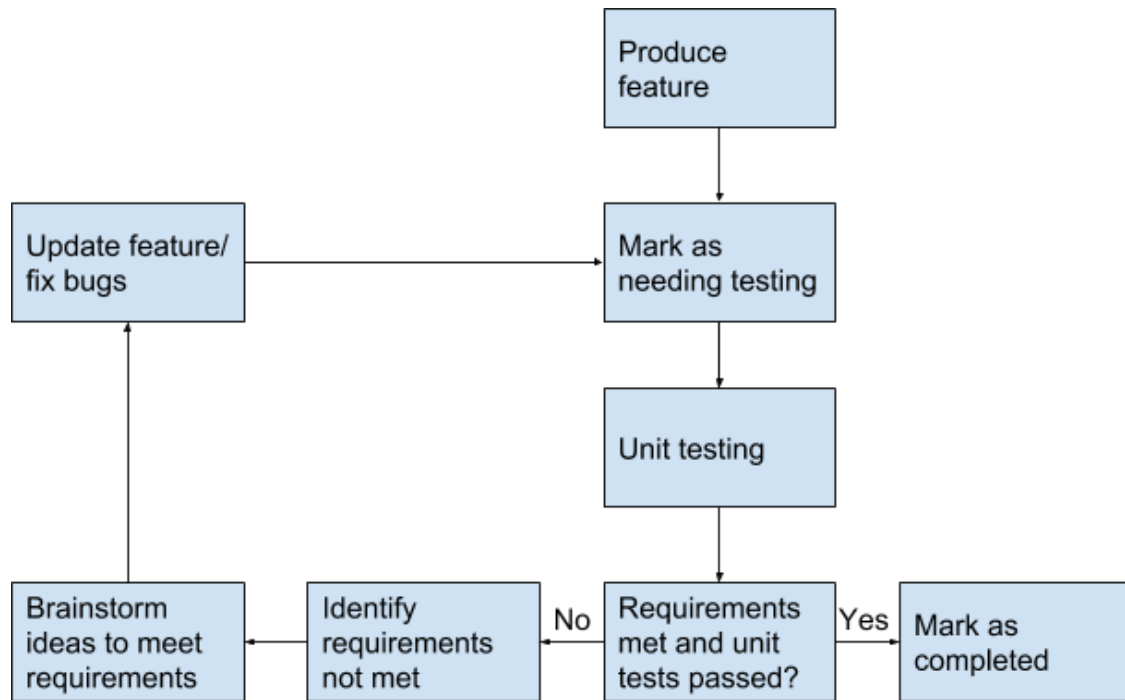 Produce
feature
Update feature/
fix bugs
Mark as
needing testing
Unit testing
Brainstorm
ideas to meet
requirements
Identify
requirements
not met
No
Requirements
met and unit
tests passed?
Yes
Mark as
completed